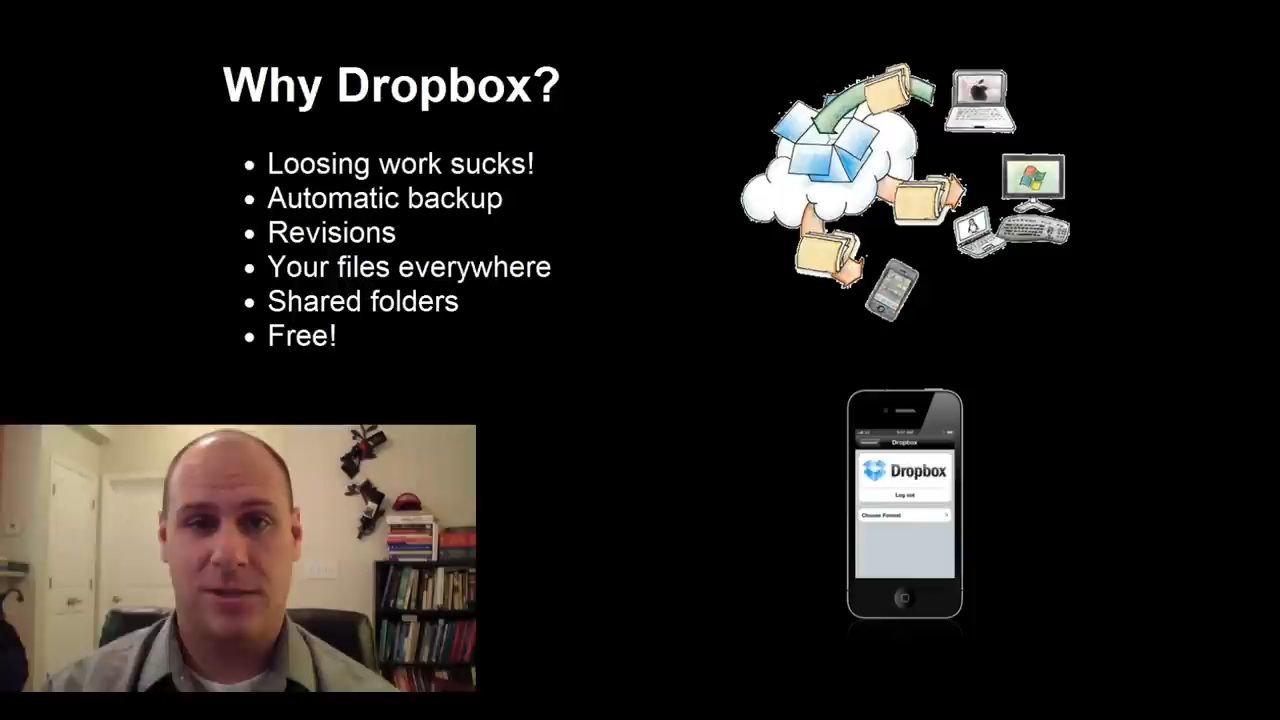 Why Dropbox?
• Loosing work sucks!
• Automatic backup
• Revisions
• Your files everywhere
• Shared folders
• Free!
Dropbox
Dropbox
Log out
Choose Format